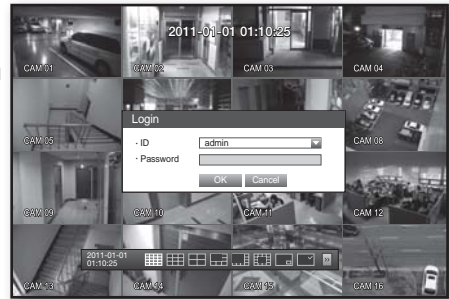 2011-01-01 01:10:25
CAM 01
CAM 02
CAM 03
CAM 04
Login
CAM 05
· ID
admin
CAM 08
· Password
OK
Cancel
CAM 09
CAM 10
CAM 11
CAM 12
2011-01-01
01:10:25
CAM 13
CAM 14
CAM 15
CAM 16